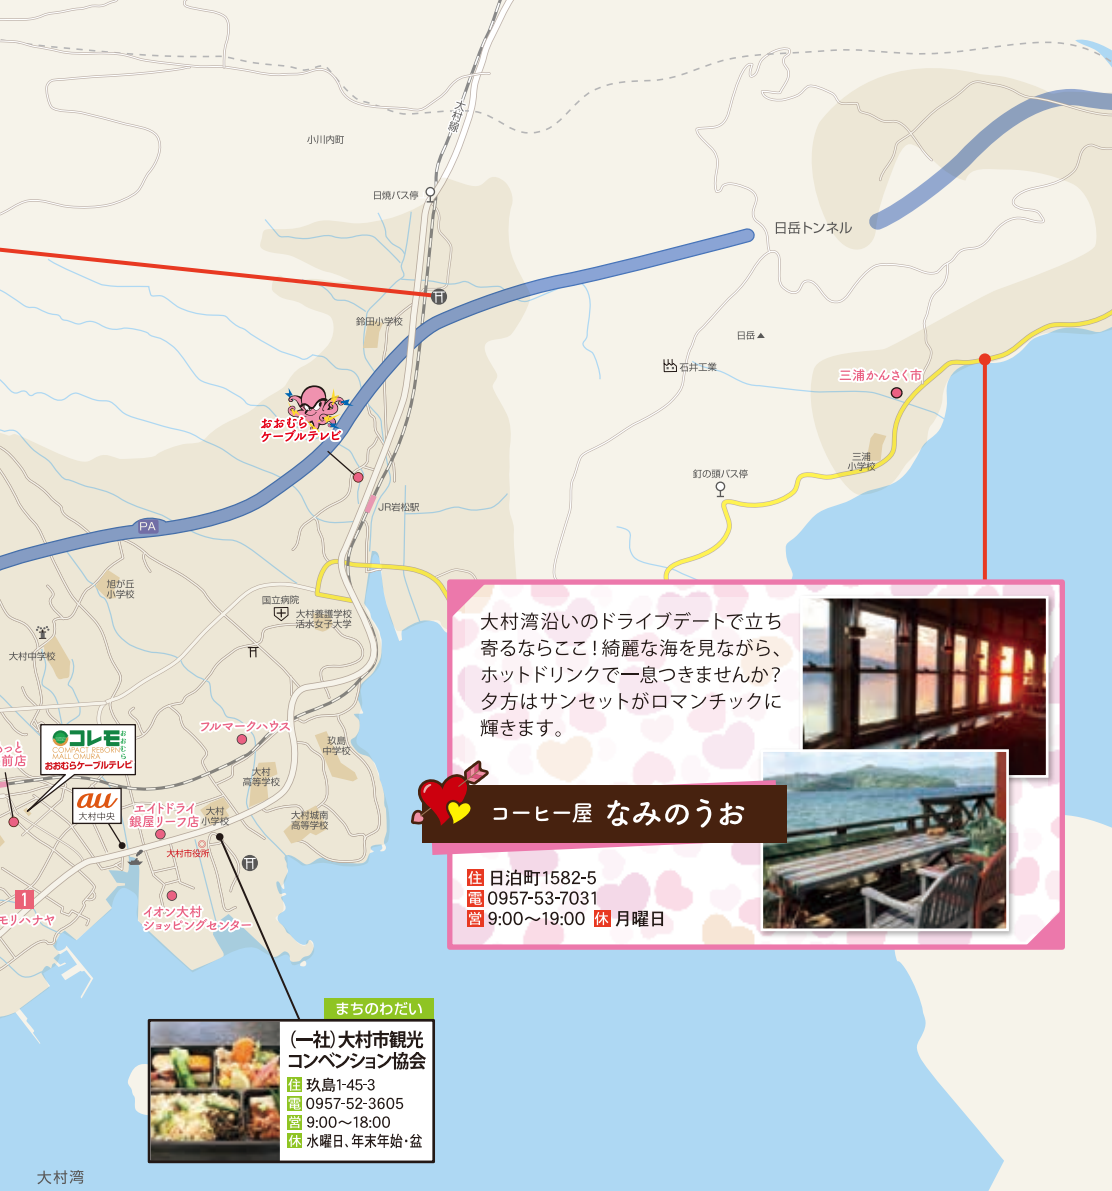 大村線
小川内町
日焼バス停
日岳トンネル
鈴田小学校
日岳
石井工業
三浦かんさく市
おおむら
ケーブルテレビ
三浦
小学校
釘の頭バス停
JR岩松駅
PA
旭が丘
小学校
国立病院
大村養護学校
活水女子大学
大村中学校
大村湾沿いのドライブデートで立ち
寄るならここ！綺麗な海を見ながら、
ホットドリンクで一息つきませんか？
夕方はサンセットがロマンチックに
輝きます。
コーヒー屋 なみのうお
住 日泊町1582-5
電 0957-53-7031
営 9:00〜19:00 休 月曜日
フルマークハウス
玖島
中学校
コレモおおむら
COMPACT REBORN
MALL OMURA
おおむらケーブルテレビ
っと
前店
大村
高等学校
au
大村中央
エイトドライ
銀屋リーフ店
大村
小学校
大村城南
高等学校
大村市役所
1
モリハナヤ
イオン大村
ショッピングセンター
まちのわだい
（一社）大村市観光
コンベンション協会
住 玖島1-45-3
電 0957-52-3605
営 9:00〜18:00
休 水曜日、年末年始・盆
大村湾